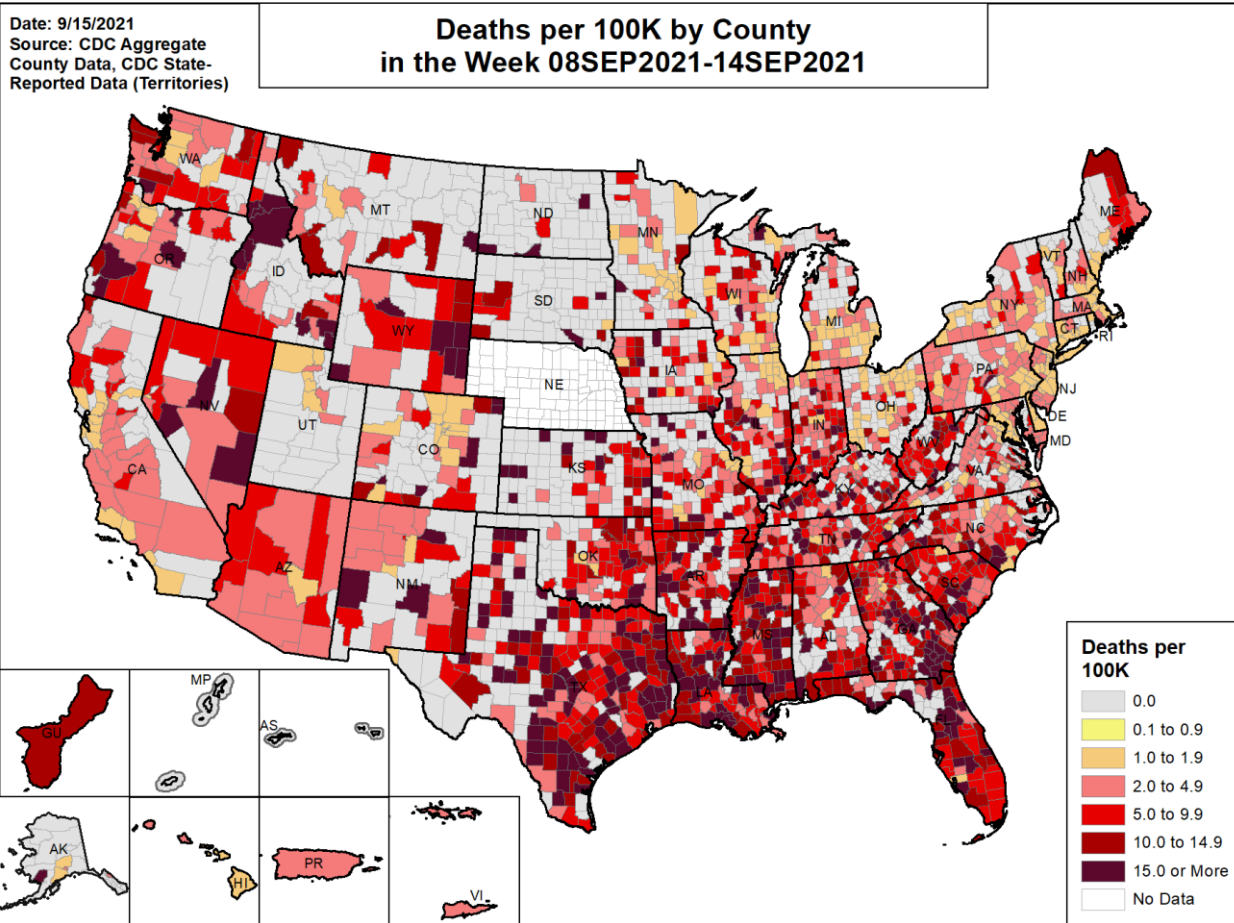 Date: 9/15/2021
Source: CDC Aggregate
County Data, CDC State-
Reported Data (Territories)
Deaths per 100K by County
in the Week 08SEP2021-14SEP2021
WA
MT
ND
MN
ME
OR
ID
SD
WI
MI
VT
NH
NY
MA
CT
RI
WY
NE
IA
PA
NJ
NV
UT
CO
IL
IN
OH
DE
MD
WV
CA
KS
MO
KY
VA
AZ
NM
OK
AR
TN
NC
SC
MS
AL
GA
TX
LA
FL
GU
MP
AS
AK
HI
PR
VI
Deaths per
100K
0.0
0.1 to 0.9
1.0 to 1.9
2.0 to 4.9
5.0 to 9.9
10.0 to 14.9
15.0 or More
No Data